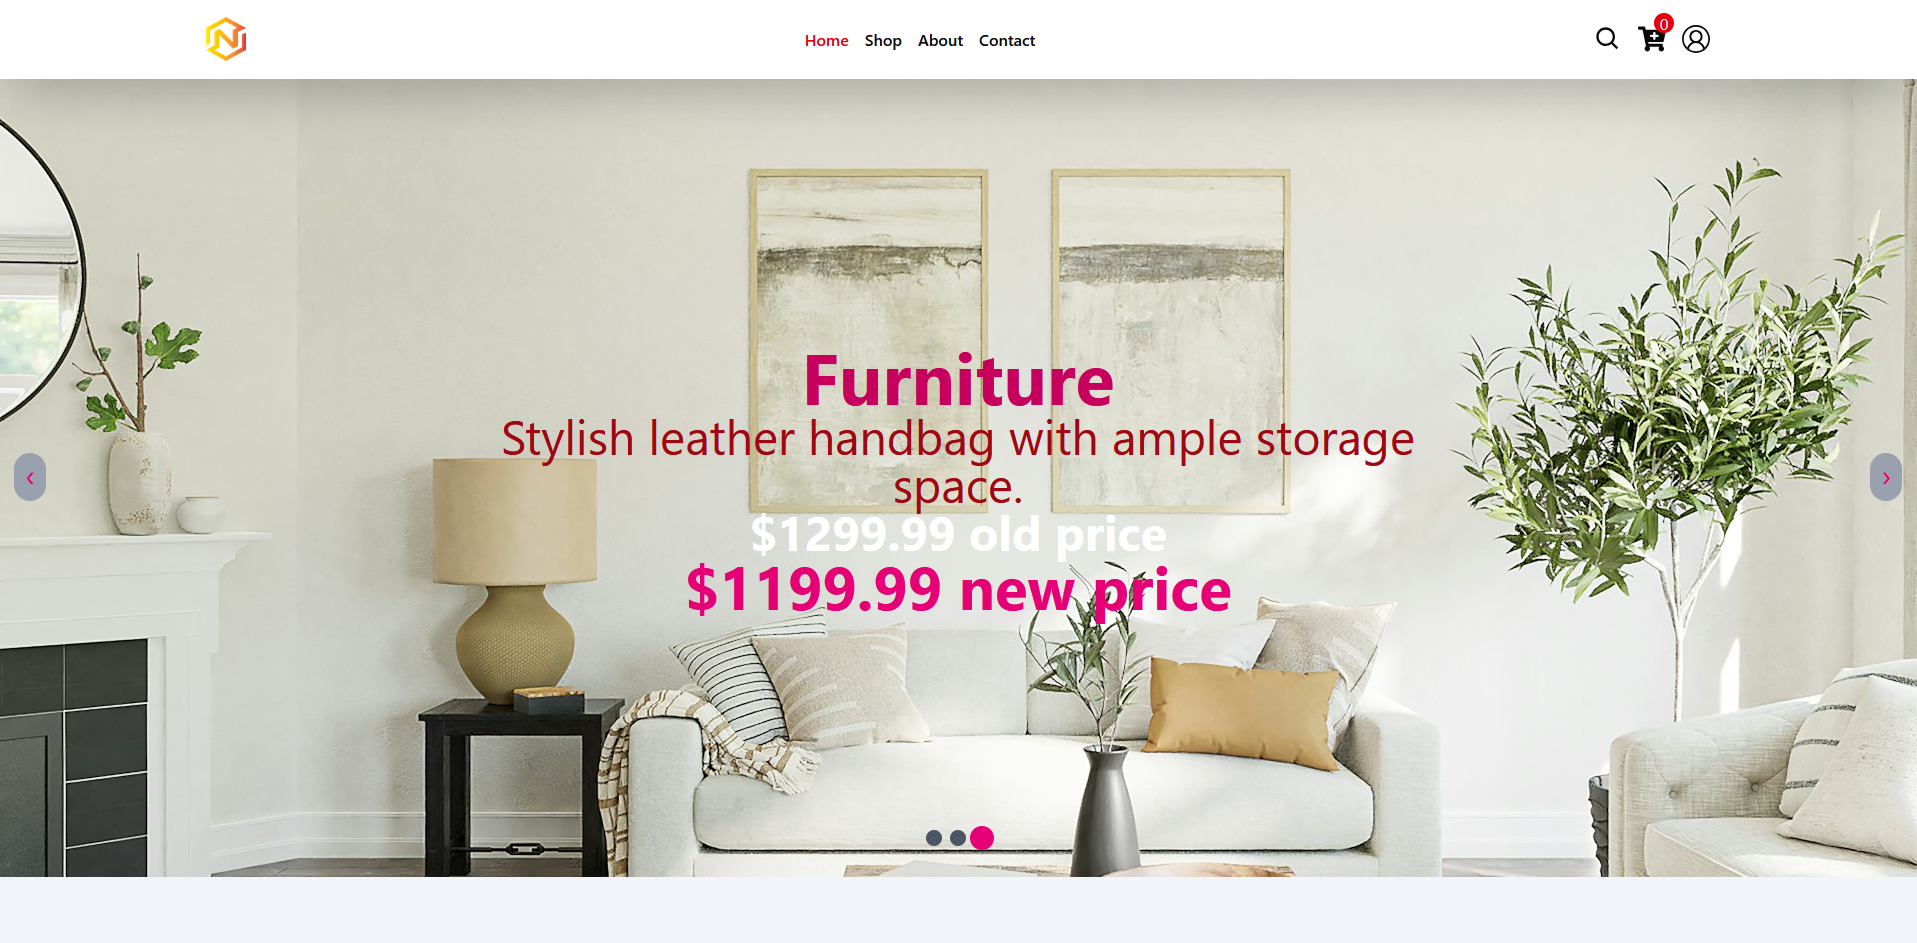 Home Shop About Contact
0
Furniture
Stylish leather handbag with ample storage
space.
$1299.99 old price
$1199.99 new price